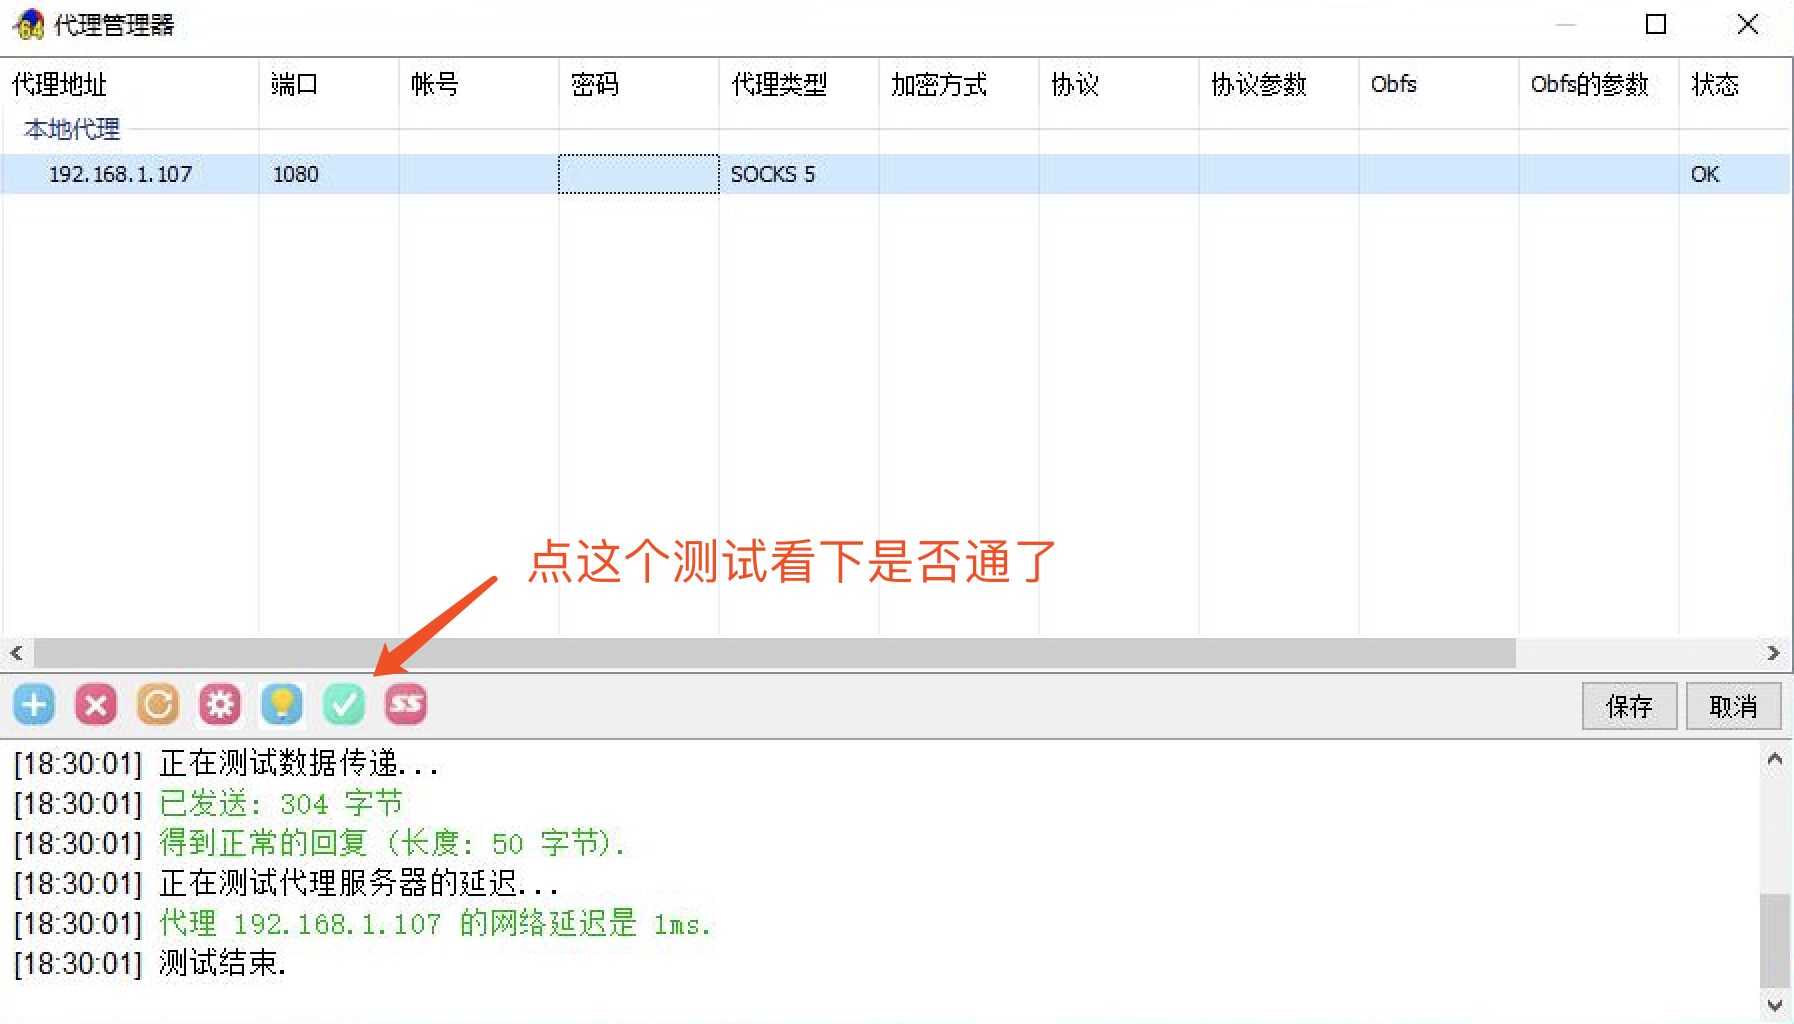 代理管理器
代理地址 端口 帐号 密码 代理类型 加密方式 协议 协议参数 Obfs Obfs的参数 状态
本地代理
192.168.1.107 1080 SOCKS 5 OK
点这个测试看下是否通了
SS 保存 取消
[18:30:01] 正在测试数据传递...
[18:30:01] 已发送: 304 字节
[18:30:01] 得到正常的回复 (长度: 50 字节).
[18:30:01] 正在测试代理服务器的延迟...
[18:30:01] 代理 192.168.1.107 的网络延迟是 1ms.
[18:30:01] 测试结束.